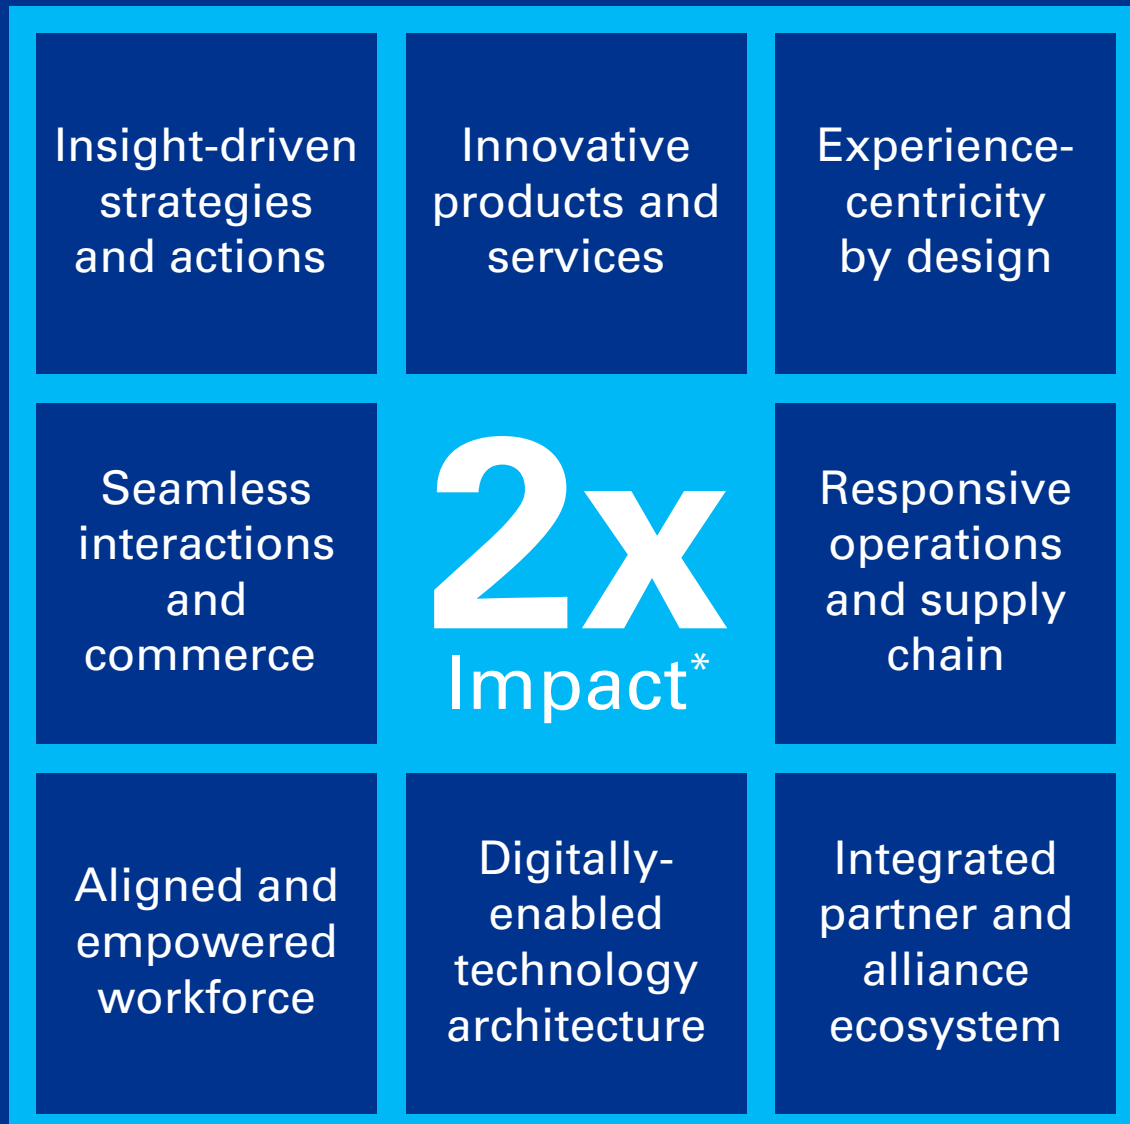 Insight-driven
strategies
and actions
Innovative
products and
services
Experience-
centricity
by design
Seamless
interactions
and
commerce
2x
Impact*
Responsive
operations
and supply
chain
Aligned and
empowered
workforce
Digitally-
enabled
technology
architecture
Integrated
partner and
alliance
ecosystem